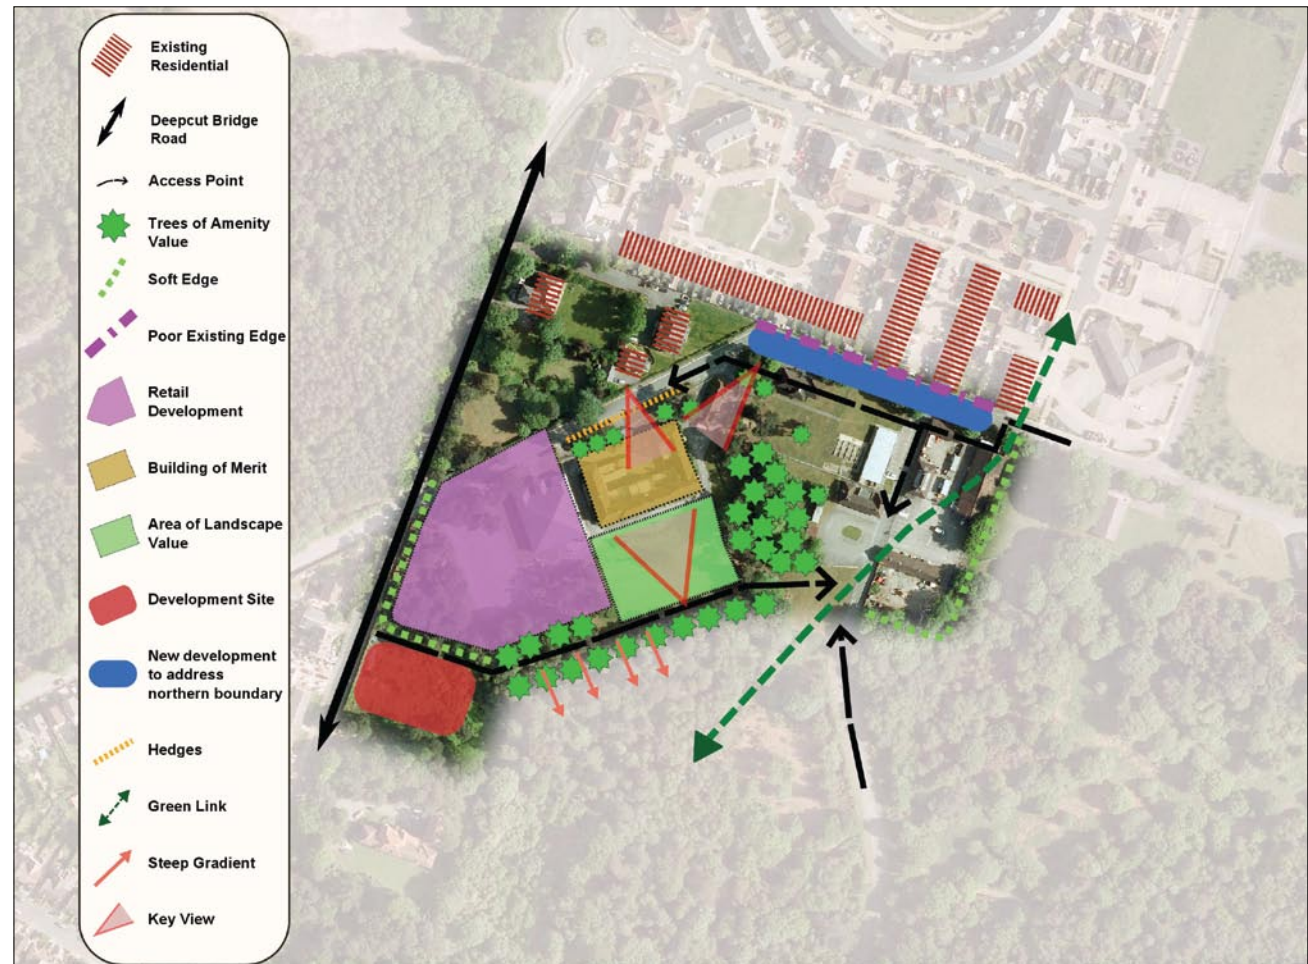 Existing
Residential
Deepcut Bridge
Road
Access Point
Trees of Amenity
Value
Soft Edge
Poor Existing Edge
Retail
Development
Building of Merit
Area of Landscape
Value
Development Site
New development
to address
northern boundary
Hedges
Green Link
Steep Gradient
Key View